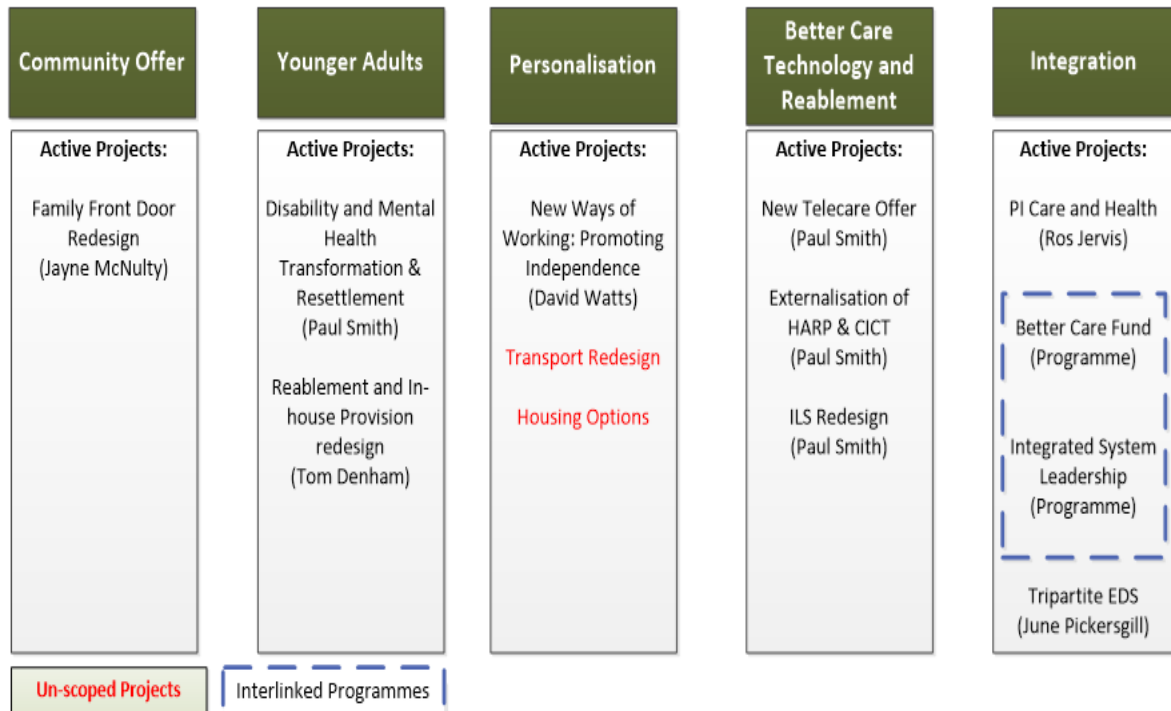 Community Offer
Active Projects:
Family Front Door
Redesign
(Jayne McNulty)
Younger Adults
Active Projects:
Disability and Mental
Health
Transformation &
Resettlement
(Paul Smith)
Reablement and In-
house Provision
redesign
(Tom Denham)
Personalisation
Active Projects:
New Ways of
Working: Promoting
Independence
(David Watts)
Transport Redesign
Housing Options
Better Care
Technology and
Reablement
Active Projects:
New Telecare Offer
(Paul Smith)
Externalisation of
HARP & CICT
(Paul Smith)
ILS Redesign
(Paul Smith)
Integration
Active Projects:
PI Care and Health
(Ros Jervis)
Better Care Fund
(Programme)
Integrated System
Leadership
(Programme)
Tripartite EDS
(June Pickersgill)
Un-scoped Projects
Interlinked Programmes